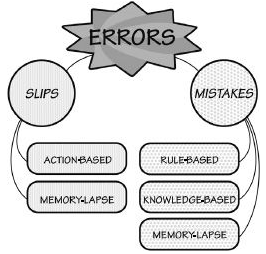 ERRORS
SLIPS
MISTAKES
ACTION-BASED
RULE-BASED
MEMORY-LAPSE
KNOWLEDGE-BASED
MEMORY-LAPSE